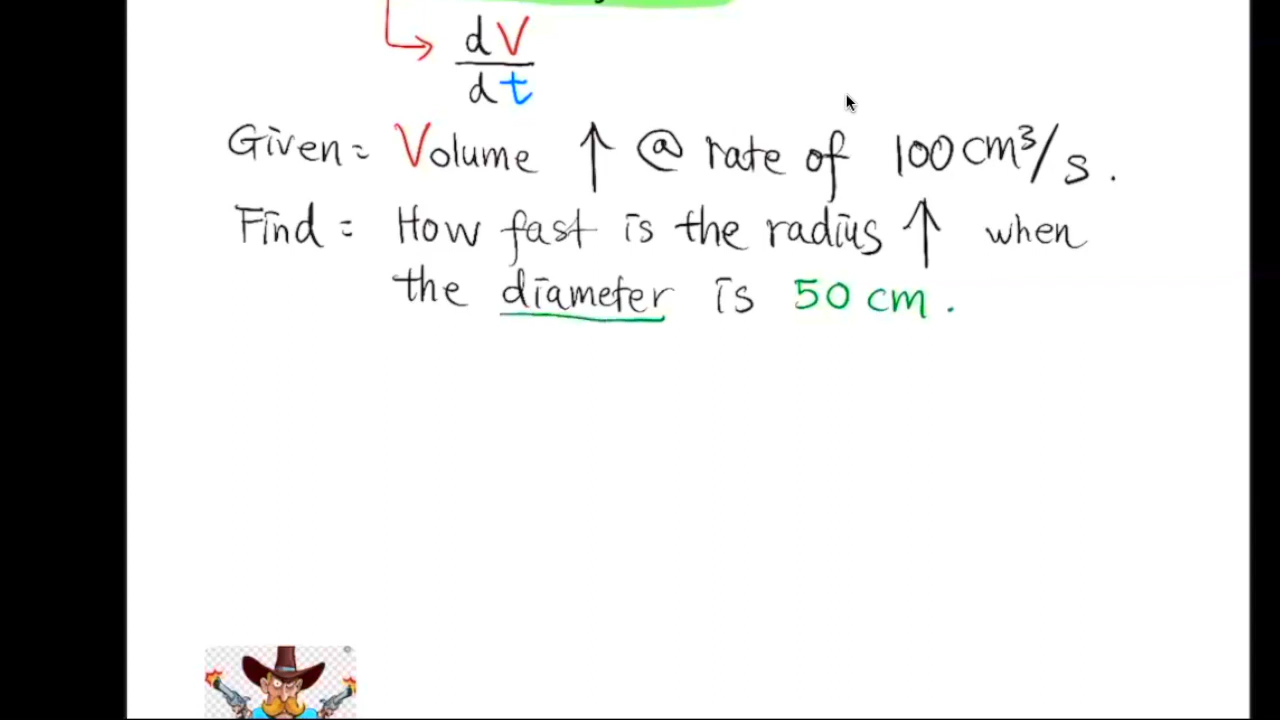 dV
dt
Given= Volume ↑ @ rate of 100 cm³/s.
Find= How fast is the radius ↑ when
the diameter is 50 cm.